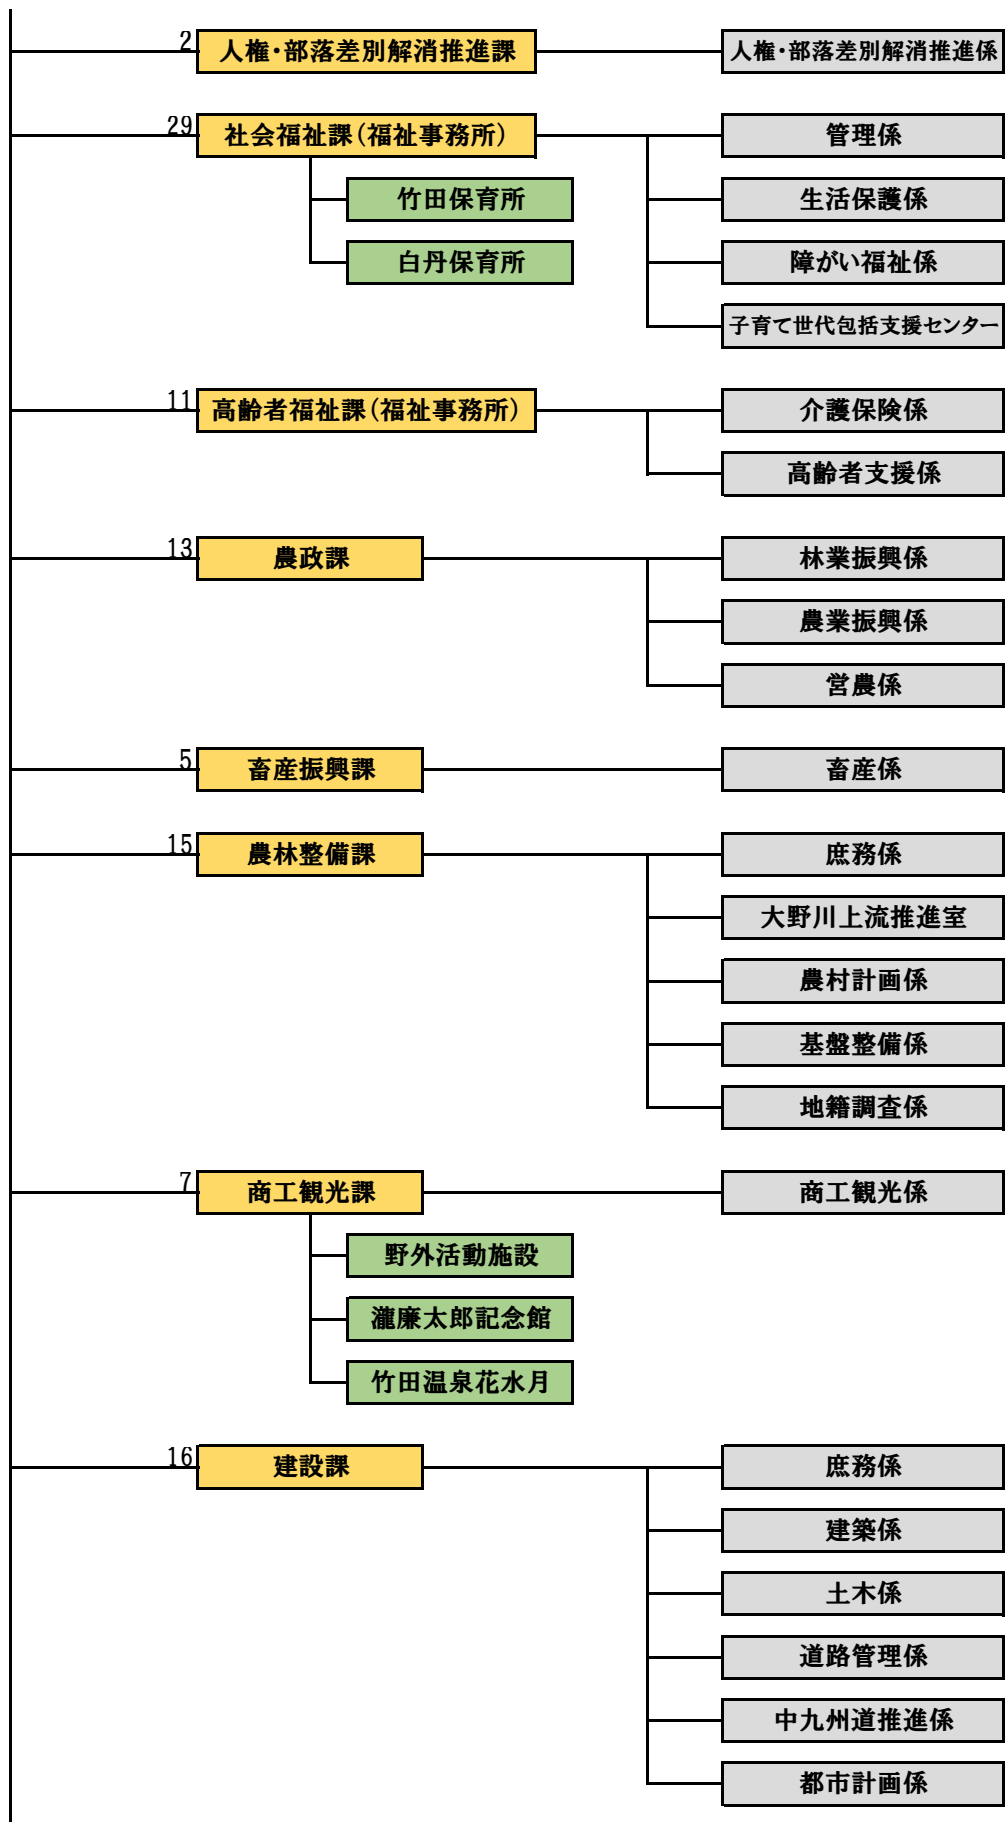 2
人権・部落差別解消推進課
人権・部落差別解消推進係
29
社会福祉課(福祉事務所)
管理係
竹田保育所
生活保護係
白丹保育所
障がい福祉係
子育て世代包括支援センター
11
高齢者福祉課(福祉事務所)
介護保険係
高齢者支援係
13
農政課
林業振興係
農業振興係
営農係
5
畜産振興課
畜産係
15
農林整備課
庶務係
大野川上流推進室
農村計画係
基盤整備係
地籍調査係
7
商工観光課
商工観光係
野外活動施設
瀧廉太郎記念館
竹田温泉花水月
16
建設課
庶務係
建築係
土木係
道路管理係
中九州道推進係
都市計画係